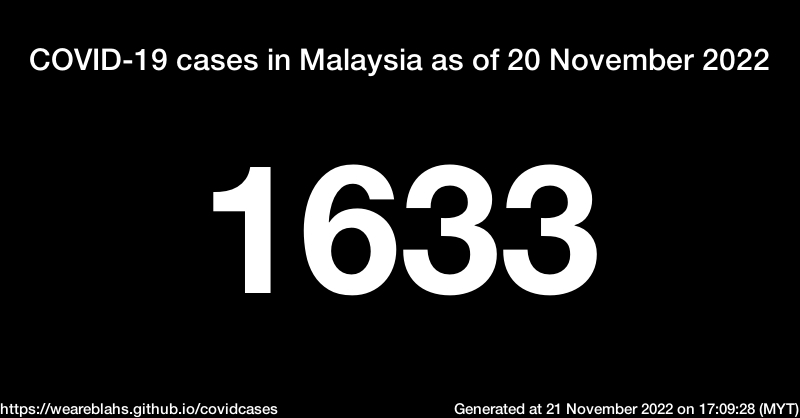 COVID-19 cases in Malaysia as of 20 November 2022
1633
https://weareblahs.github.io/covidcases
Generated at 21 November 2022 on 17:09:28 (MYT)